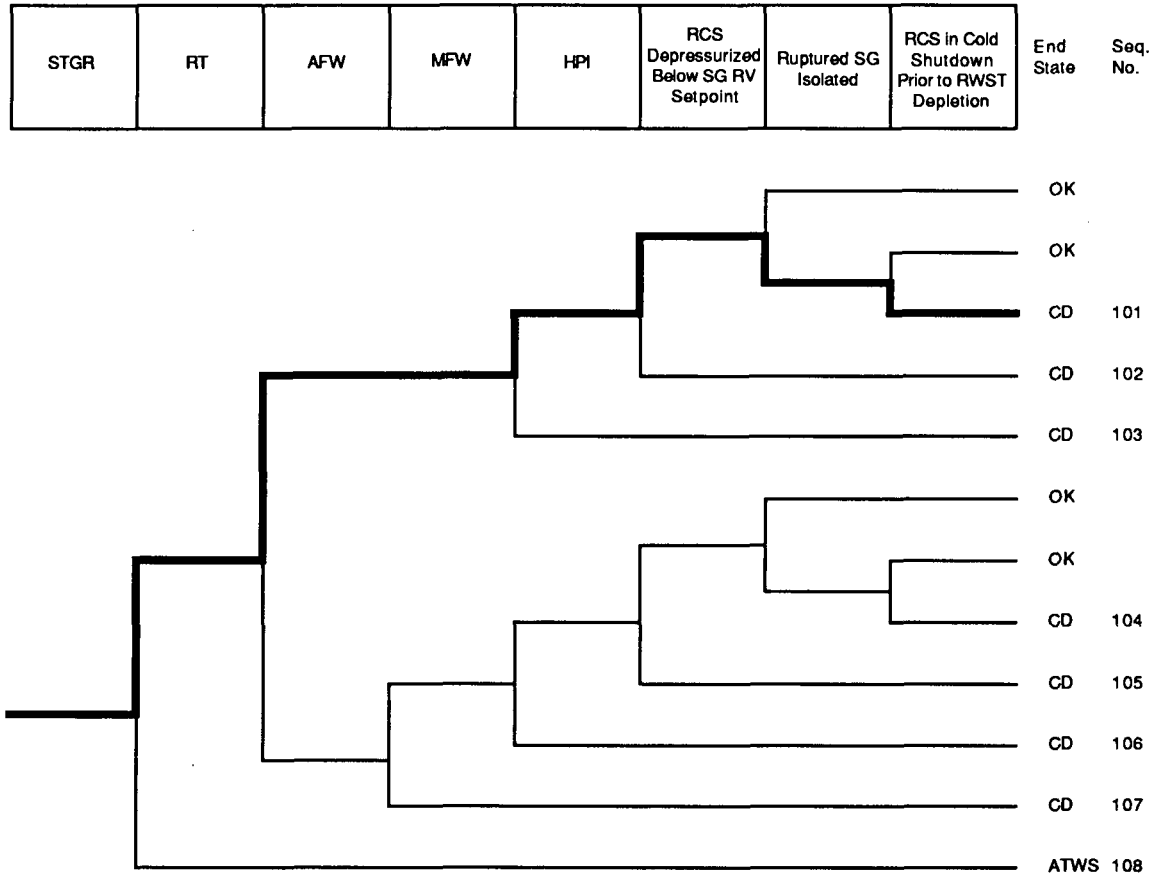 STGR
RT
AFW
MFW
HPI
RCS
Depressurized
Below SG RV
Setpoint
Ruptured SG
Isolated
RCS in Cold
Shutdown
Prior to RWST
Depletion
End
State
Seq.
No.
OK
OK
CD 101
CD 102
CD 103
OK
OK
CD 104
CD 105
CD 106
CD 107
ATWS 108